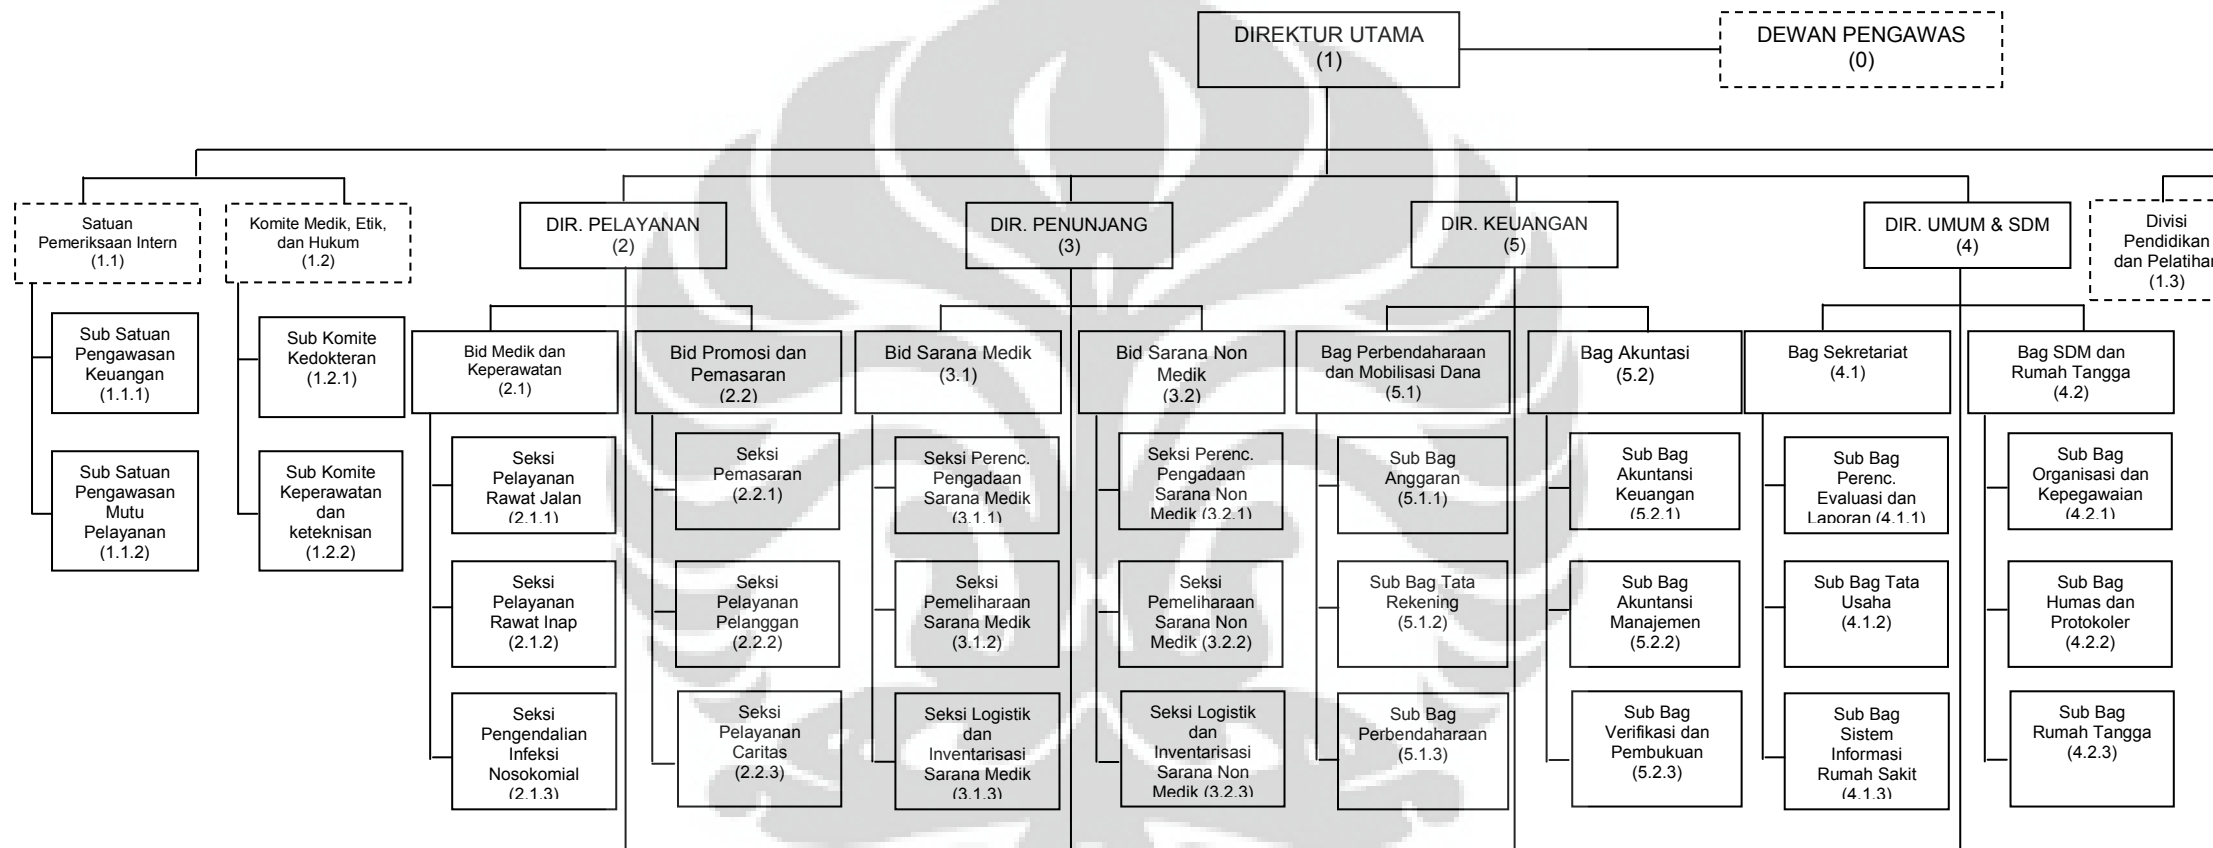 DIREKTUR UTAMA
(1)
DEWAN PENGAWAS
(0)
Satuan
Pemeriksaan Intern
(1.1)
Komite Medik, Etik,
dan Hukum
(1.2)
DIR. PELAYANAN
(2)
DIR. PENUNJANG
(3)
DIR. KEUANGAN
(5)
DIR. UMUM & SDM
(4)
Divisi
Pendidikan
dan Pelatihan
(1.3)
Sub Satuan
Pengawasan
Keuangan
(1.1.1)
Sub Satuan
Pengawasan
Mutu
Pelayanan
(1.1.2)
Sub Komite
Kedokteran
(1.2.1)
Sub Komite
Keperawatan
dan
keteknisan
(1.2.2)
Bid Medik dan
Keperawatan
(2.1)
Seksi
Pelayanan
Rawat Jalan
(2.1.1)
Seksi
Pelayanan
Rawat Inap
(2.1.2)
Seksi
Pengendalian
Infeksi
Nosokomial
(2.1.3)
Bid Promosi dan
Pemasaran
(2.2)
Seksi
Pemasaran
(2.2.1)
Seksi
Pelayanan
Pelanggan
(2.2.2)
Seksi
Pelayanan
Caritas
(2.2.3)
Bid Sarana Medik
(3.1)
Seksi Perenc.
Pengadaan
Sarana Medik
(3.1.1)
Seksi
Pemeliharaan
Sarana Medik
(3.1.2)
Seksi Logistik
dan
Inventarisasi
Sarana Medik
(3.1.3)
Bid Sarana Non
Medik
(3.2)
Seksi Perenc.
Pengadaan
Sarana Non
Medik (3.2.1)
Seksi
Pemeliharaan
Sarana Non
Medik (3.2.2)
Seksi Logistik
dan
Inventarisasi
Sarana Non
Medik (3.2.3)
Bag Perbendaharaan
dan Mobilisasi Dana
(5.1)
Sub Bag
Anggaran
(5.1.1)
Sub Bag Tata
Rekening
(5.1.2)
Sub Bag
Perbendaharaan
(5.1.3)
Bag Akuntasi
(5.2)
Sub Bag
Akuntansi
Keuangan
(5.2.1)
Sub Bag
Akuntansi
Manajemen
(5.2.2)
Sub Bag
Verifikasi dan
Pembukuan
(5.2.3)
Bag Sekretariat
(4.1)
Sub Bag
Perenc.
Evaluasi dan
Laporan (4.1.1)
Sub Bag Tata
Usaha
(4.1.2)
Sub Bag
Sistem
Informasi
Rumah Sakit
(4.1.3)
Bag SDM dan
Rumah Tangga
(4.2)
Sub Bag
Organisasi dan
Kepegawaian
(4.2.1)
Sub Bag
Humas dan
Protokoler
(4.2.2)
Sub Bag
Rumah Tangga
(4.2.3)